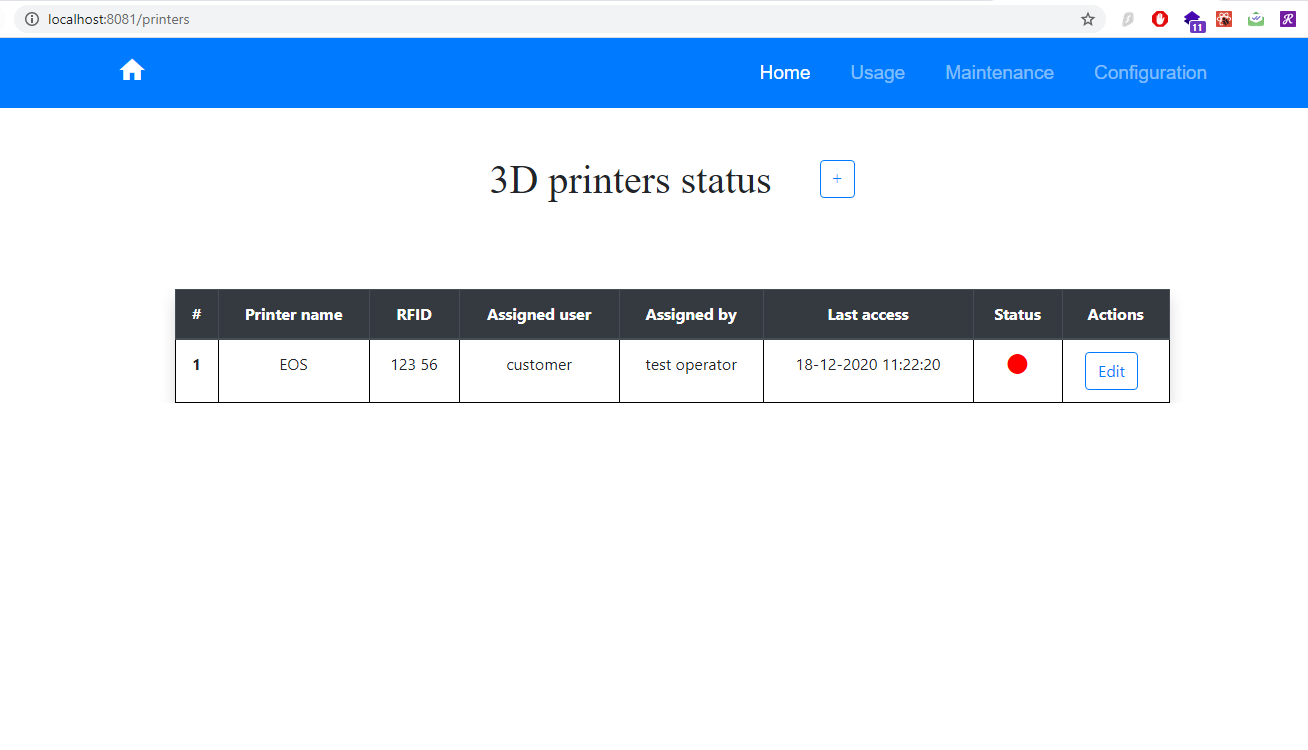 localhost:8081/printers
11
Home Usage Maintenance Configuration
3D printers status +
# Printer name RFID Assigned user Assigned by Last access Status Actions
1 EOS 123 56 customer test operator 18-12-2020 11:22:20 Edit